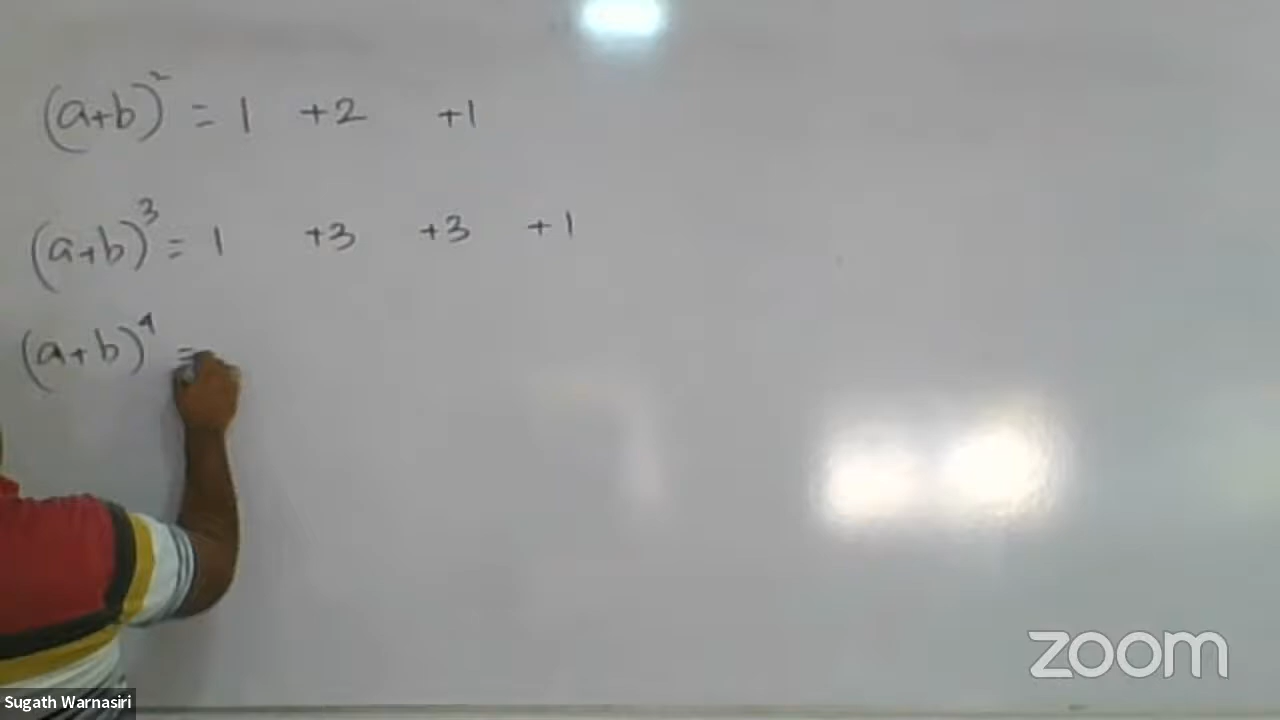 (a+b)² = 1 +2 +1
(a+b)³ = 1 +3 +3 +1
(a+b)⁴ =
zoom
Sugath Warnasiri